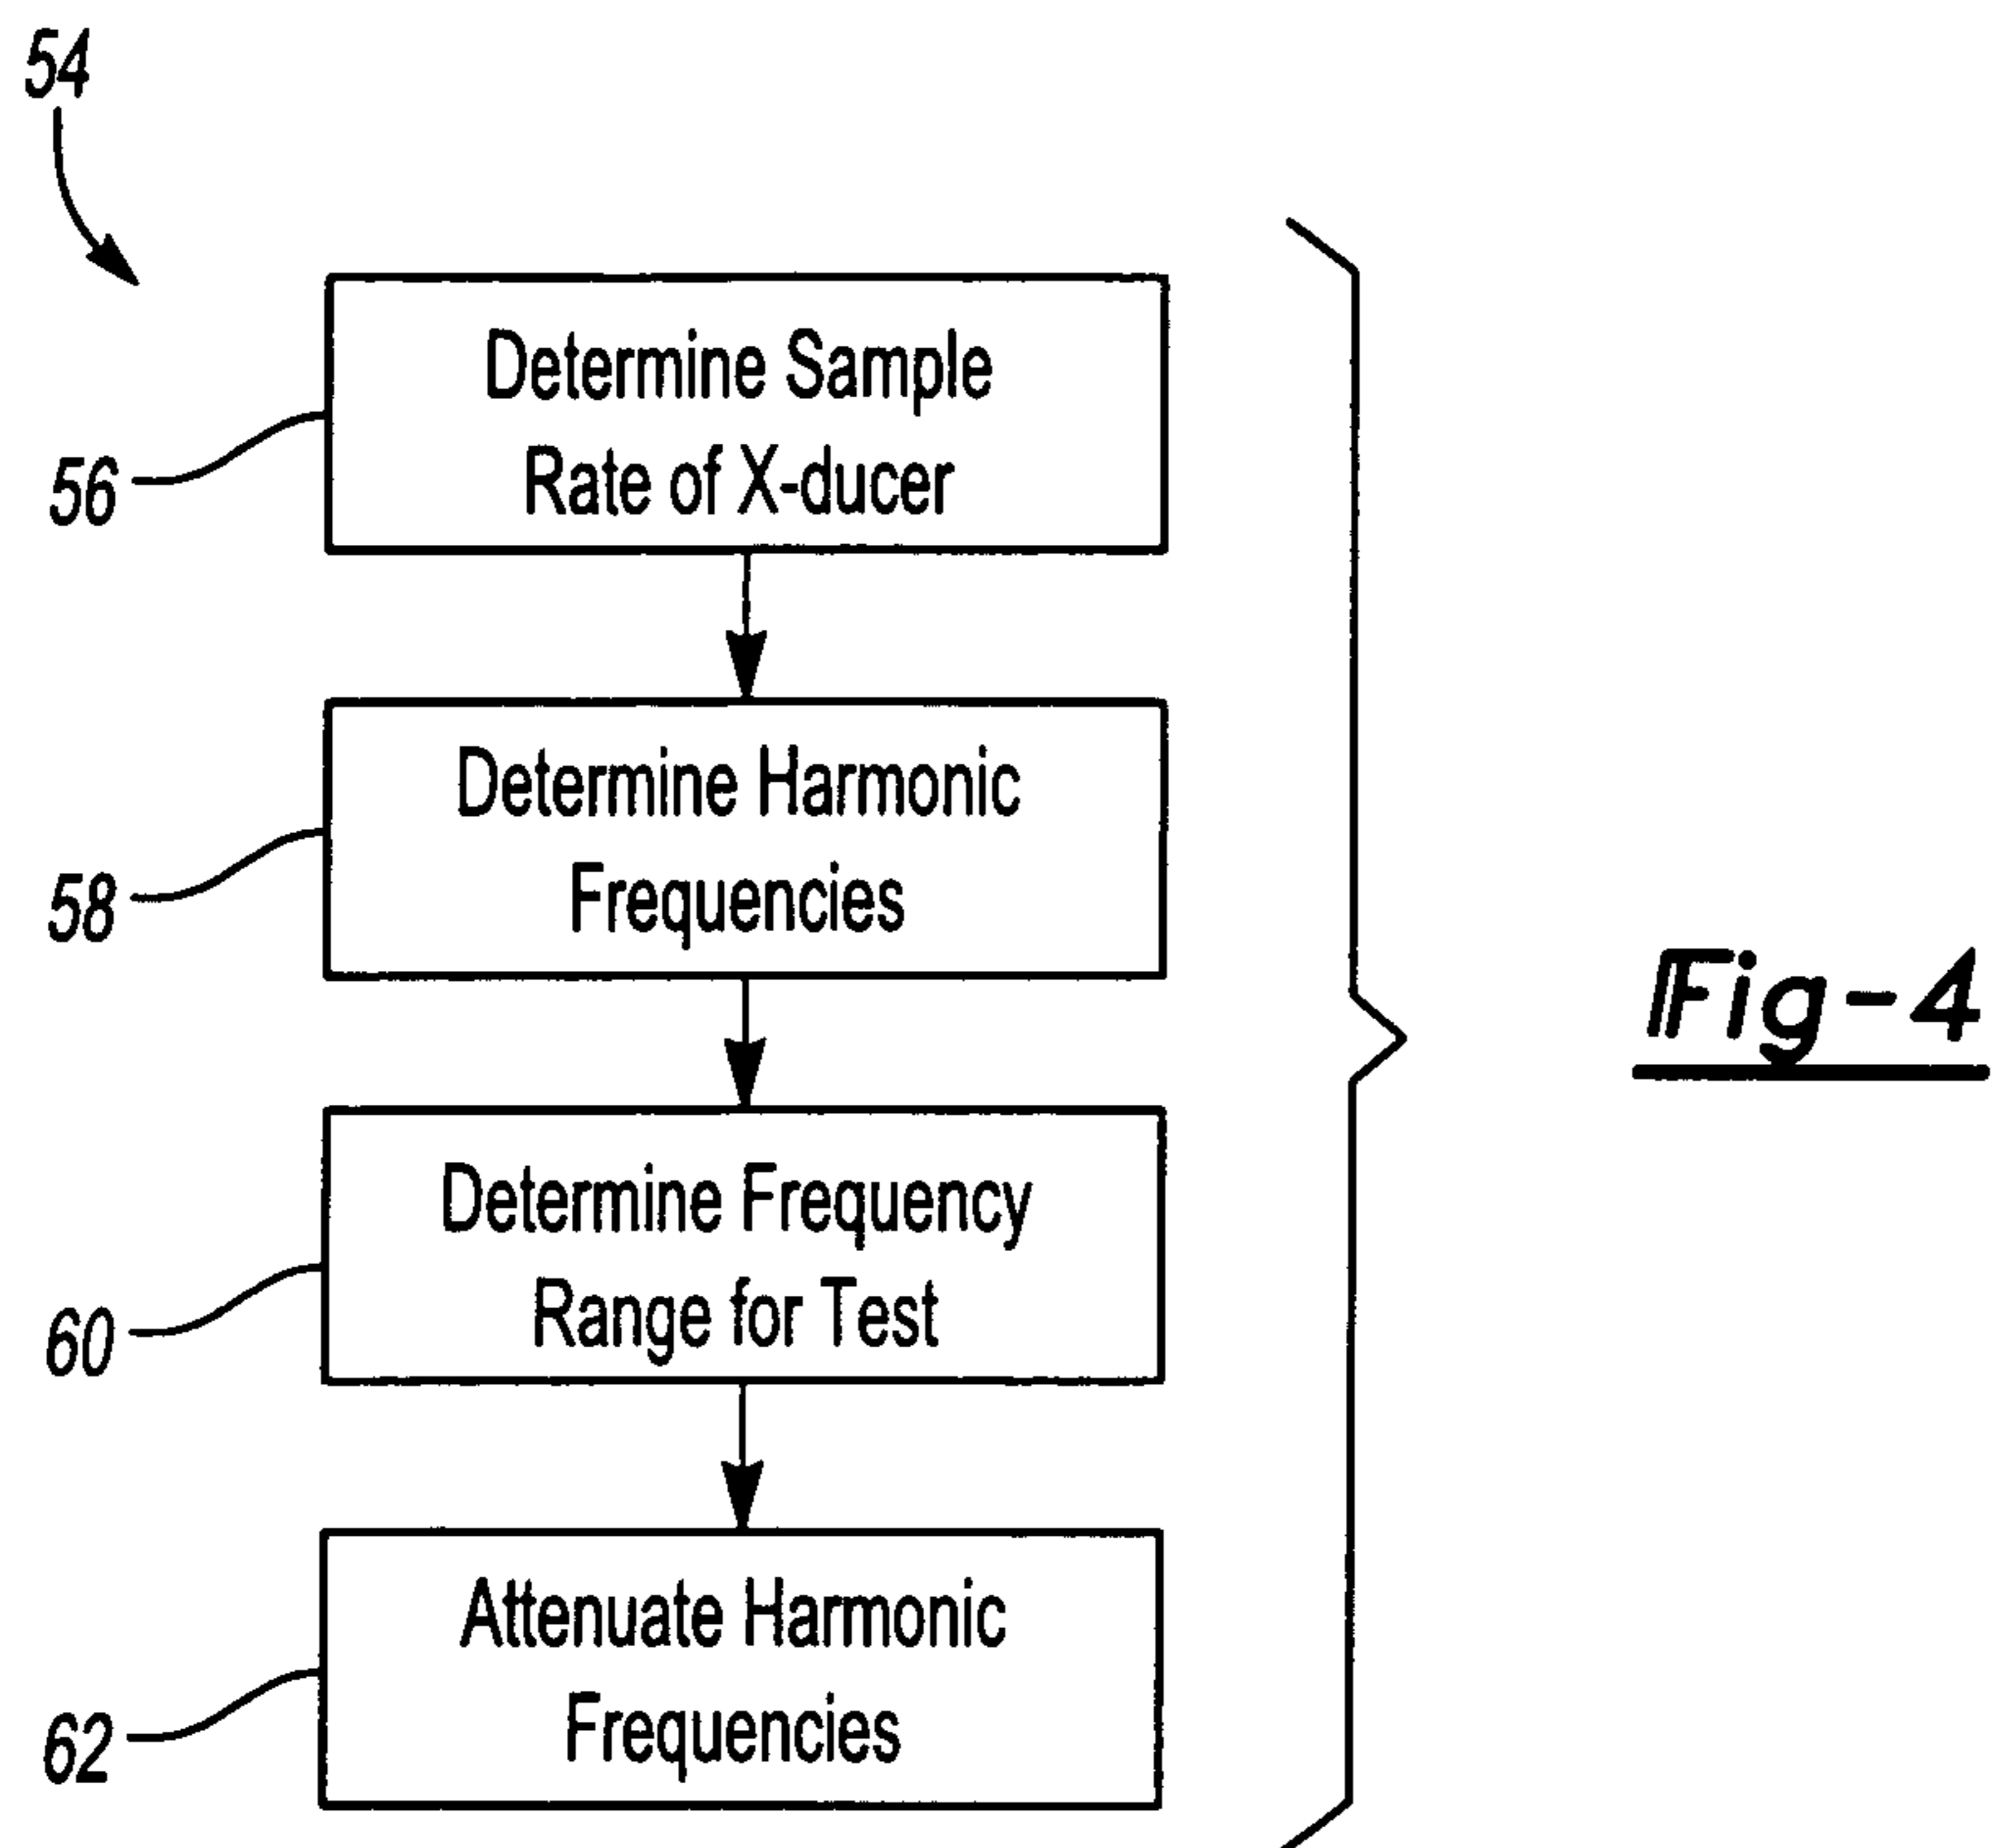 54
Determine Sample
Rate of X-ducer
56
Determine Harmonic
Frequencies
58
Fig-4
Determine Frequency
Range for Test
60
Attenuate Harmonic
Frequencies
62